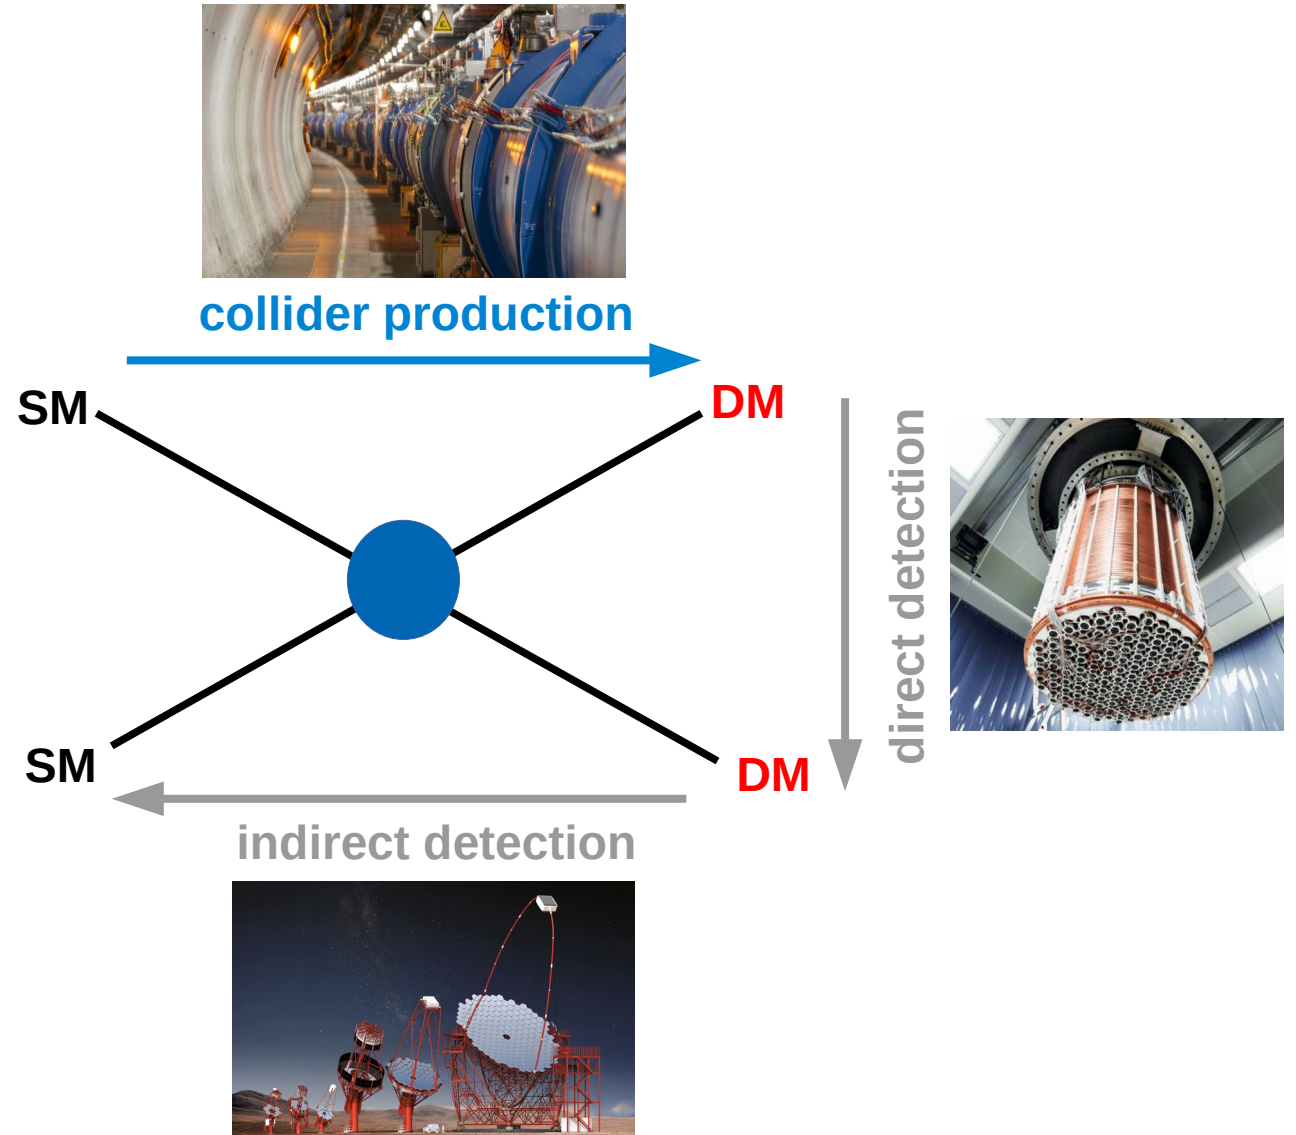 collider production
SM
DM
direct detection
SM
DM
indirect detection